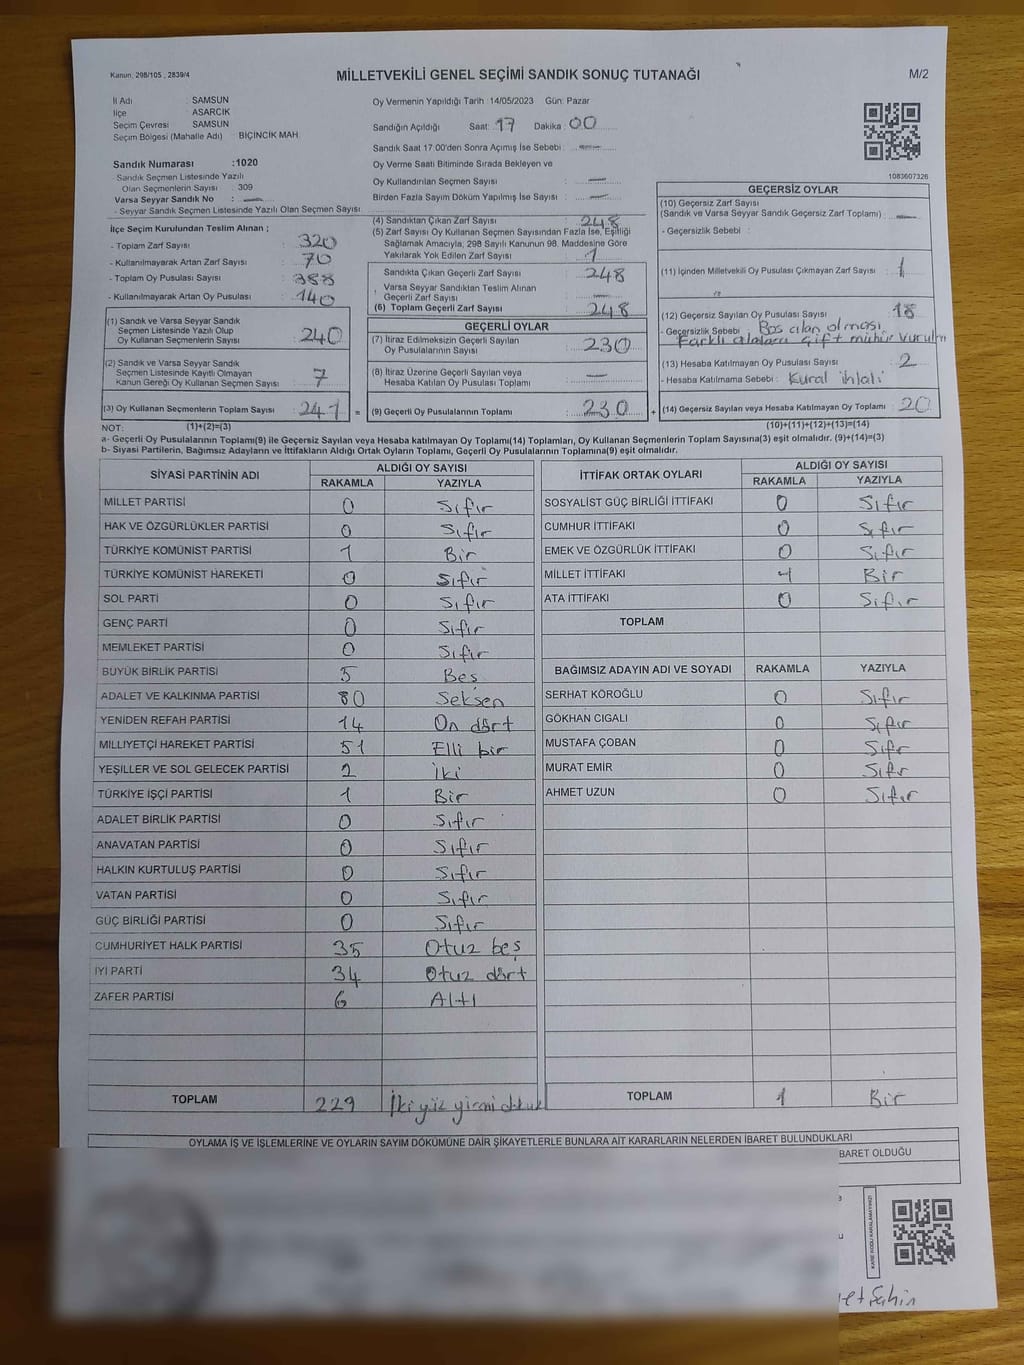 Kanun. 298/105 , 2839/4
MİLLETVEKİLİ GENEL SEÇİMİ SANDIK SONUÇ TUTANAĞI
M/2
İl Adı : SAMSUN
İlçe : ASARCIK
Seçim Çevresi : SAMSUN
Seçim Bölgesi (Mahalle Adı) : BİÇİNCİK MAH.
Sandık Numarası :1020
- Sandık Seçmen Listesinde Yazılı
Olan Seçmenlerin Sayısı : 309
Varsa Seyyar Sandık No : —
- Seyyar Sandık Seçmen Listesinde Yazılı Olan Seçmen Sayısı
İlçe Seçim Kurulundan Teslim Alınan ;
- Toplam Zarf Sayısı : 320
- Kullanılmayarak Artan Zarf Sayısı : 70
- Toplam Oy Pusulası Sayısı : 388
- Kullanılmayarak Artan Oy Pusulası : 140
(1) Sandık ve Varsa Seyyar Sandık
Seçmen Listesinde Yazılı Olup
Oy Kullanan Seçmenlerin Sayısı : 240
(2) Sandık ve Varsa Seyyar Sandık
Seçmen Listesinde Kayıtlı Olmayan
Kanun Gereği Oy Kullanan Seçmen Sayısı : 7
(3) Oy Kullanan Seçmenlerin Toplam Sayısı : 247
(1)+(2)=(3)
Oy Vermenin Yapıldığı Tarih : 14/05/2023 Gün: Pazar
Sandığın Açıldığı Saat: 17 Dakika : 00
Sandık Saat 17:00'den Sonra Açmış İse Sebebi : —
Oy Verme Saati Bitiminde Sırada Bekleyen ve
Oy Kullandırılan Seçmen Sayısı : —
Birden Fazla Sayım Döküm Yapılmış İse Sayısı : —
(4) Sandıktan Çıkan Zarf Sayısı : 248
(5) Zarf Sayısı Oy Kullanan Seçmen Sayısından Fazla İse, Eşitliği
Sağlamak Amacıyla, 298 Sayılı Kanunun 98. Maddesine Göre
Yakılarak Yok Edilen Zarf Sayısı : 1
Sandıkta Çıkan Geçerli Zarf Sayısı : 248
Varsa Seyyar Sandıktan Teslim Alınan
Geçerli Zarf Sayısı : —
(6) Toplam Geçerli Zarf Sayısı : 248
GEÇERLİ OYLAR
(7) İtiraz Edilmeksizin Geçerli Sayılan
Oy Pusulalarının Sayısı : 230
(8) İtiraz Üzerine Geçerli Sayılan veya
Hesaba Katılan Oy Pusulası Toplamı : —
= (9) Geçerli Oy Pusulalarının Toplamı : 230
1083607326
GEÇERSİZ OYLAR
(10) Geçersiz Zarf Sayısı
(Sandık ve Varsa Seyyar Sandık Geçersiz Zarf Toplamı) : —
- Geçersizlik Sebebi :
(11) İçinden Milletvekili Oy Pusulası Çıkmayan Zarf Sayısı : 1
(12) Geçersiz Sayılan Oy Pusulası Sayısı : 18
- Geçersizlik Sebebi : Boş olan olması
Farklı alalara çift mühür vurulm
(13) Hesaba Katılmayan Oy Pusulası Sayısı : 2
- Hesaba Katılmama Sebebi : Kural ihlali
+ (14) Geçersiz Sayılan veya Hesaba Katılmayan Oy Toplamı : 20
(10)+(11)+(12)+(13)=(14)
NOT:
a- Geçerli Oy Pusulalarının Toplamı(9) ile Geçersiz Sayılan veya Hesaba katılmayan Oy Toplamı(14) Toplamları, Oy Kullanan Seçmenlerin Toplam Sayısına(3) eşit olmalıdır. (9)+(14)=(3)
b- Siyasi Partilerin, Bağımsız Adayların ve İttifakların Aldığı Ortak Oyların Toplamı, Geçerli Oy Pusulalarının Toplamına(9) eşit olmalıdır.
SİYASİ PARTİNİN ADI ALDIĞI OY SAYISI
RAKAMLA YAZIYLA
MİLLET PARTİSİ 0 Sıfır
HAK VE ÖZGÜRLÜKLER PARTİSİ 0 Sıfır
TÜRKİYE KOMÜNİST PARTİSİ 1 Bir
TÜRKİYE KOMÜNİST HAREKETİ 0 Sıfır
SOL PARTİ 0 Sıfır
GENÇ PARTİ 0 Sıfır
MEMLEKET PARTİSİ 0 Sıfır
BÜYÜK BİRLİK PARTİSİ 5 Beş
ADALET VE KALKINMA PARTİSİ 80 Seksen
YENİDEN REFAH PARTİSİ 14 On dört
MİLLİYETÇİ HAREKET PARTİSİ 51 Elli bir
YEŞİLLER VE SOL GELECEK PARTİSİ 2 İki
TÜRKİYE İŞÇİ PARTİSİ 1 Bir
ADALET BİRLİK PARTİSİ 0 Sıfır
ANAVATAN PARTİSİ 0 Sıfır
HALKIN KURTULUŞ PARTİSİ 0 Sıfır
VATAN PARTİSİ 0 Sıfır
GÜÇ BİRLİĞİ PARTİSİ 0 Sıfır
CUMHURİYET HALK PARTİSİ 35 Otuz beş
İYİ PARTİ 34 Otuz dört
ZAFER PARTİSİ 6 Altı
TOPLAM 229 İki yüz yirmi dokuz
İTTİFAK ORTAK OYLARI ALDIĞI OY SAYISI
RAKAMLA YAZIYLA
SOSYALİST GÜÇ BİRLİĞİ İTTİFAKI 0 Sıfır
CUMHUR İTTİFAKI 0 Sıfır
EMEK VE ÖZGÜRLÜK İTTİFAKI 0 Sıfır
MİLLET İTTİFAKI 1 Bir
ATA İTTİFAKI 0 Sıfır
TOPLAM
BAĞIMSIZ ADAYIN ADI VE SOYADI RAKAMLA YAZIYLA
SERHAT KÖROĞLU 0 Sıfır
GÖKHAN CIGALI 0 Sıfır
MUSTAFA ÇOBAN 0 Sıfr
MURAT EMİR 0 Sıfr
AHMET UZUN 0 Sıfır
TOPLAM 1 Bir
OYLAMA İŞ VE İŞLEMLERİNE VE OYLARIN SAYIM DÖKÜMÜNE DAİR ŞİKAYETLERLE BUNLARA AİT KARARLARIN NELERDEN İBARET BULUNDUKLARI
BARET OLDUĞU
KARE KODU KARALAMAYINIZ!
et Şahin